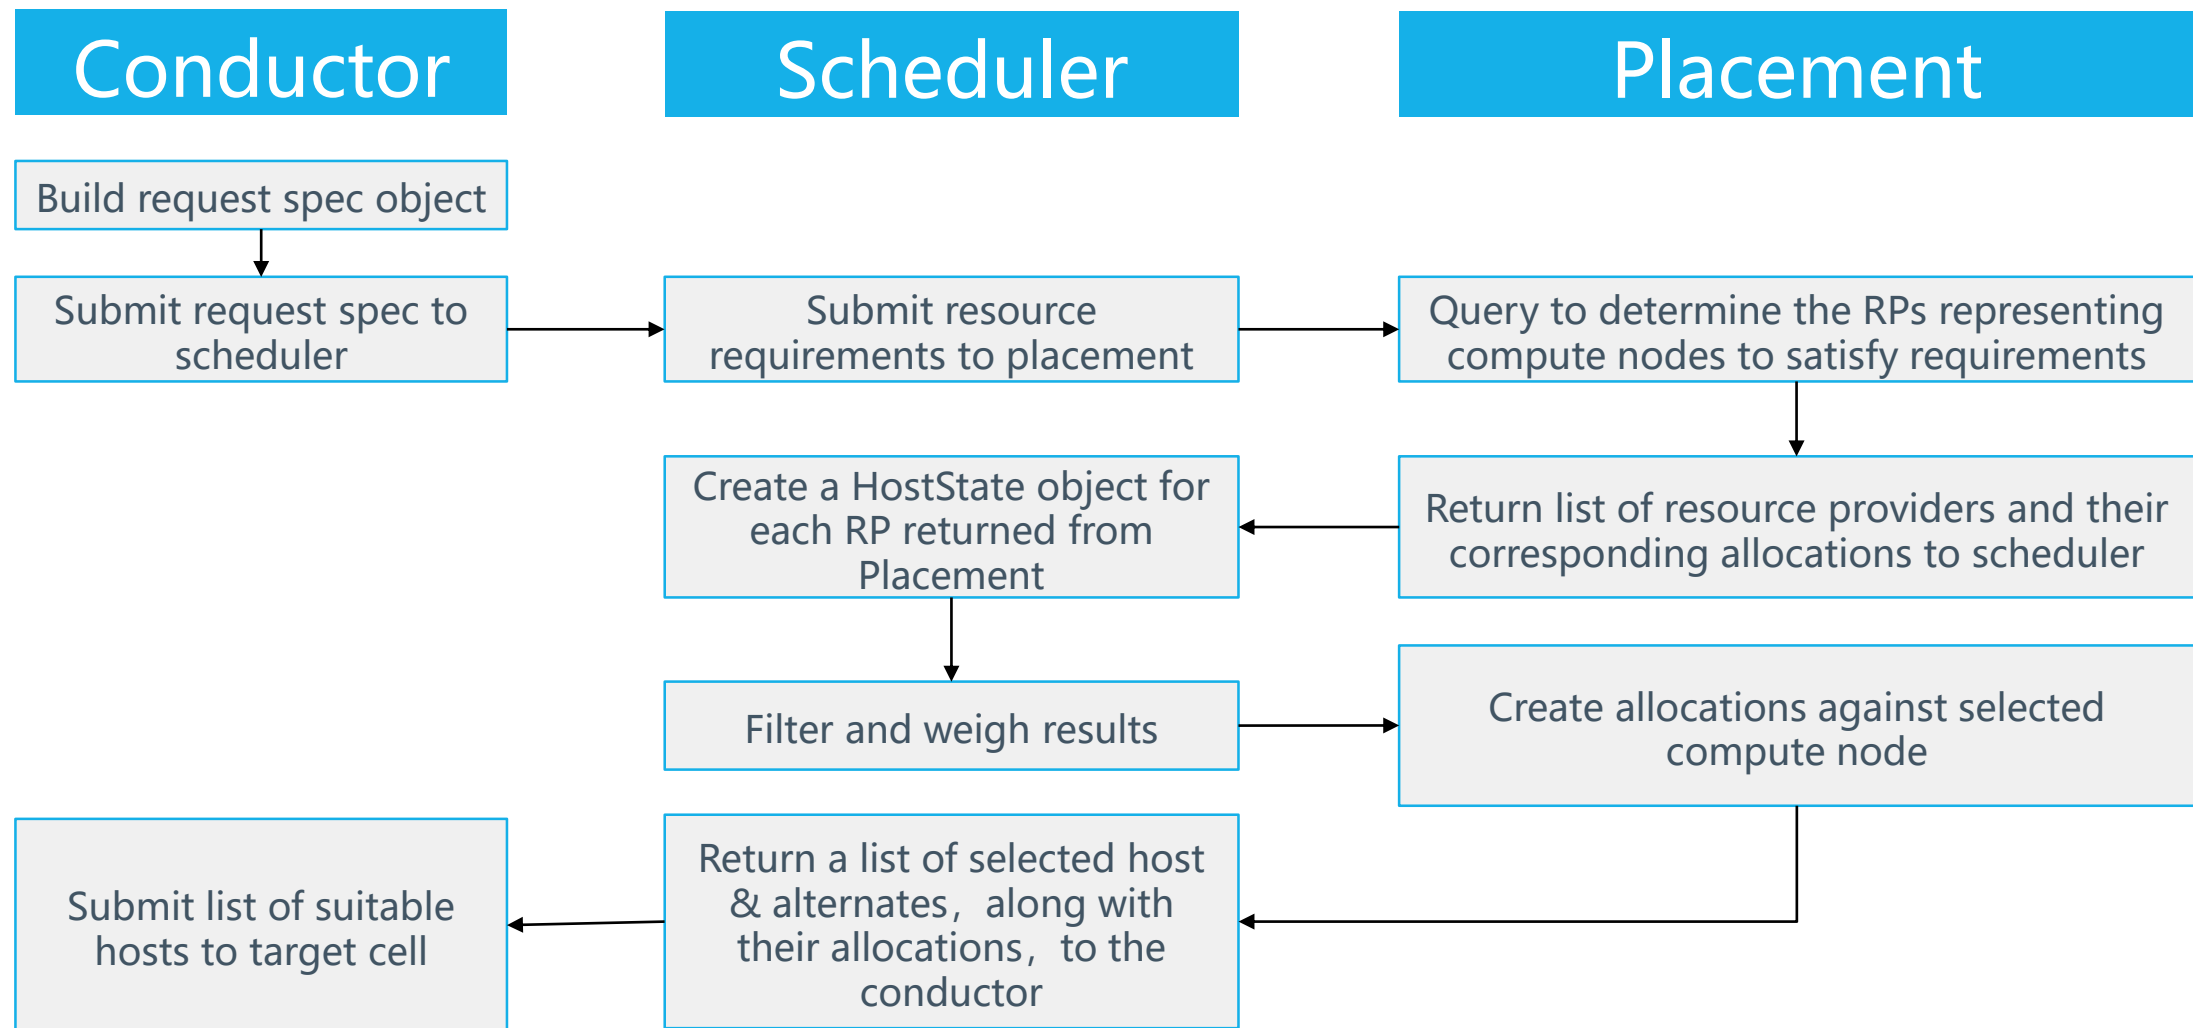 Conductor
Scheduler
Placement
Build request spec object
Submit request spec to
scheduler
Submit resource
requirements to placement
Query to determine the RPs representing
compute nodes to satisfy requirements
Create a HostState object for
each RP returned from
Placement
Return list of resource providers and their
corresponding allocations to scheduler
Filter and weigh results
Create allocations against selected
compute node
Submit list of suitable
hosts to target cell
Return a list of selected host
& alternates，along with
their allocations，to the
conductor